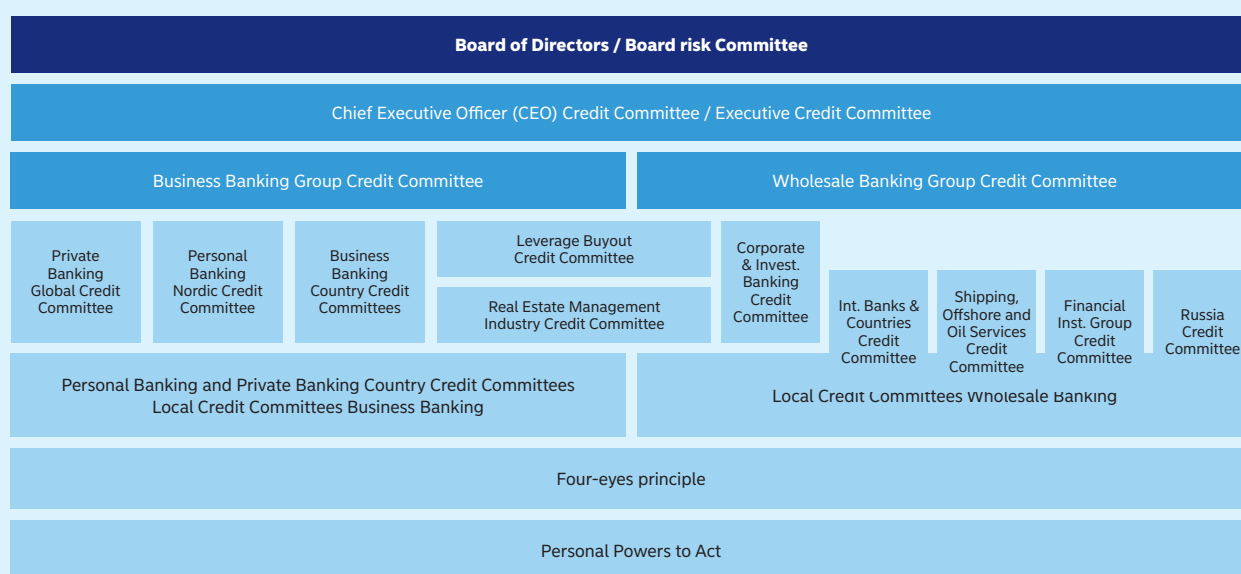 Board of Directors / Board risk Committee
Chief Executive Officer (CEO) Credit Committee / Executive Credit Committee
Business Banking Group Credit Committee
Wholesale Banking Group Credit Committee
Private
Banking
Global Credit
Committee
Personal
Banking
Nordic Credit
Committee
Business
Banking
Country Credit
Committees
Leverage Buyout
Credit Committee
Real Estate Management
Industry Credit Committee
Corporate
& Invest.
Banking
Credit
Committee
Int. Banks &
Countries
Credit
Committee
Shipping,
Offshore and
Oil Services
Credit
Committee
Financial
Inst. Group
Credit
Committee
Russia
Credit
Committee
Personal Banking and Private Banking Country Credit Committees
Local Credit Committees Business Banking
Local Credit Committees Wholesale Banking
Four-eyes principle
Personal Powers to Act